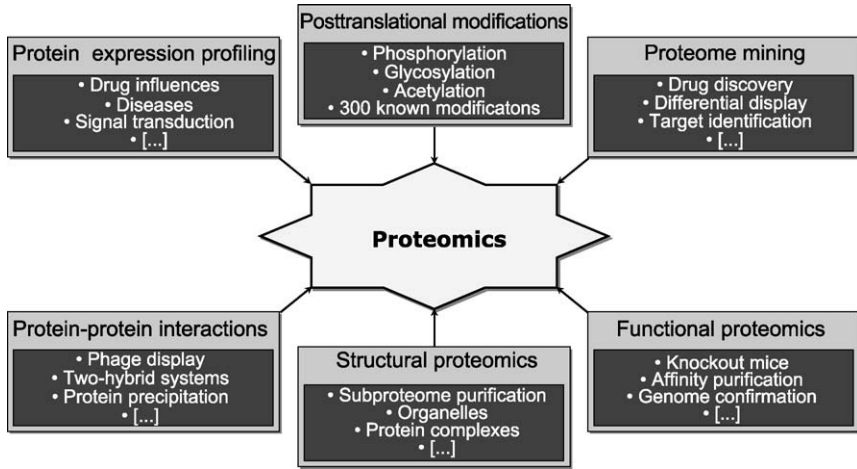 Posttranslational modifications
• Phosphorylation
• Glycosylation
• Acetylation
• 300 known modificatons
Protein expression profiling
• Drug influences
• Diseases
• Signal transduction
• [...]
Proteome mining
• Drug discovery
• Differential display
• Target identification
• [...]
Proteomics
Protein-protein interactions
• Phage display
• Two-hybrid systems
• Protein precipitation
• [...]
Structural proteomics
• Subproteome purification
• Organelles
• Protein complexes
• [...]
Functional proteomics
• Knockout mice
• Affinity purification
• Genome confirmation
• [...]